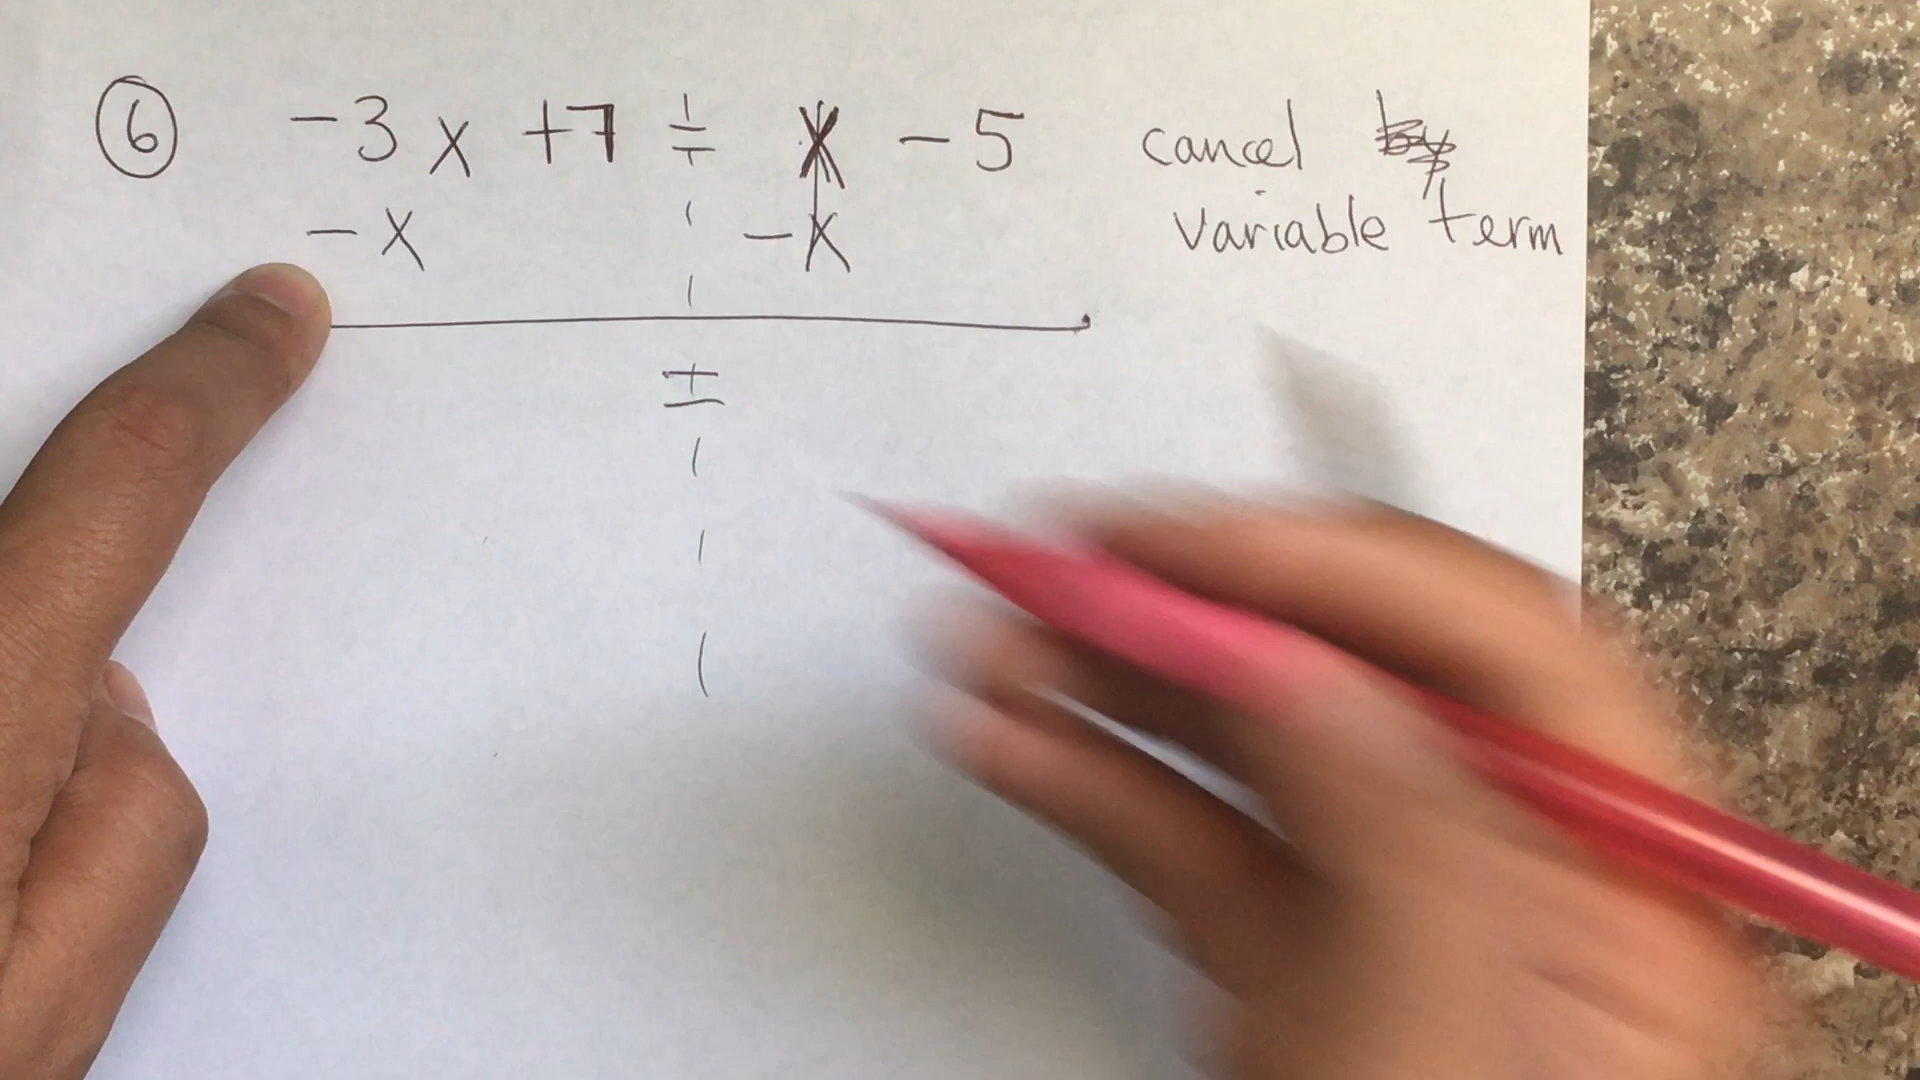 6 -3x +7 = x - 5 cancel
-x -x variable term
=